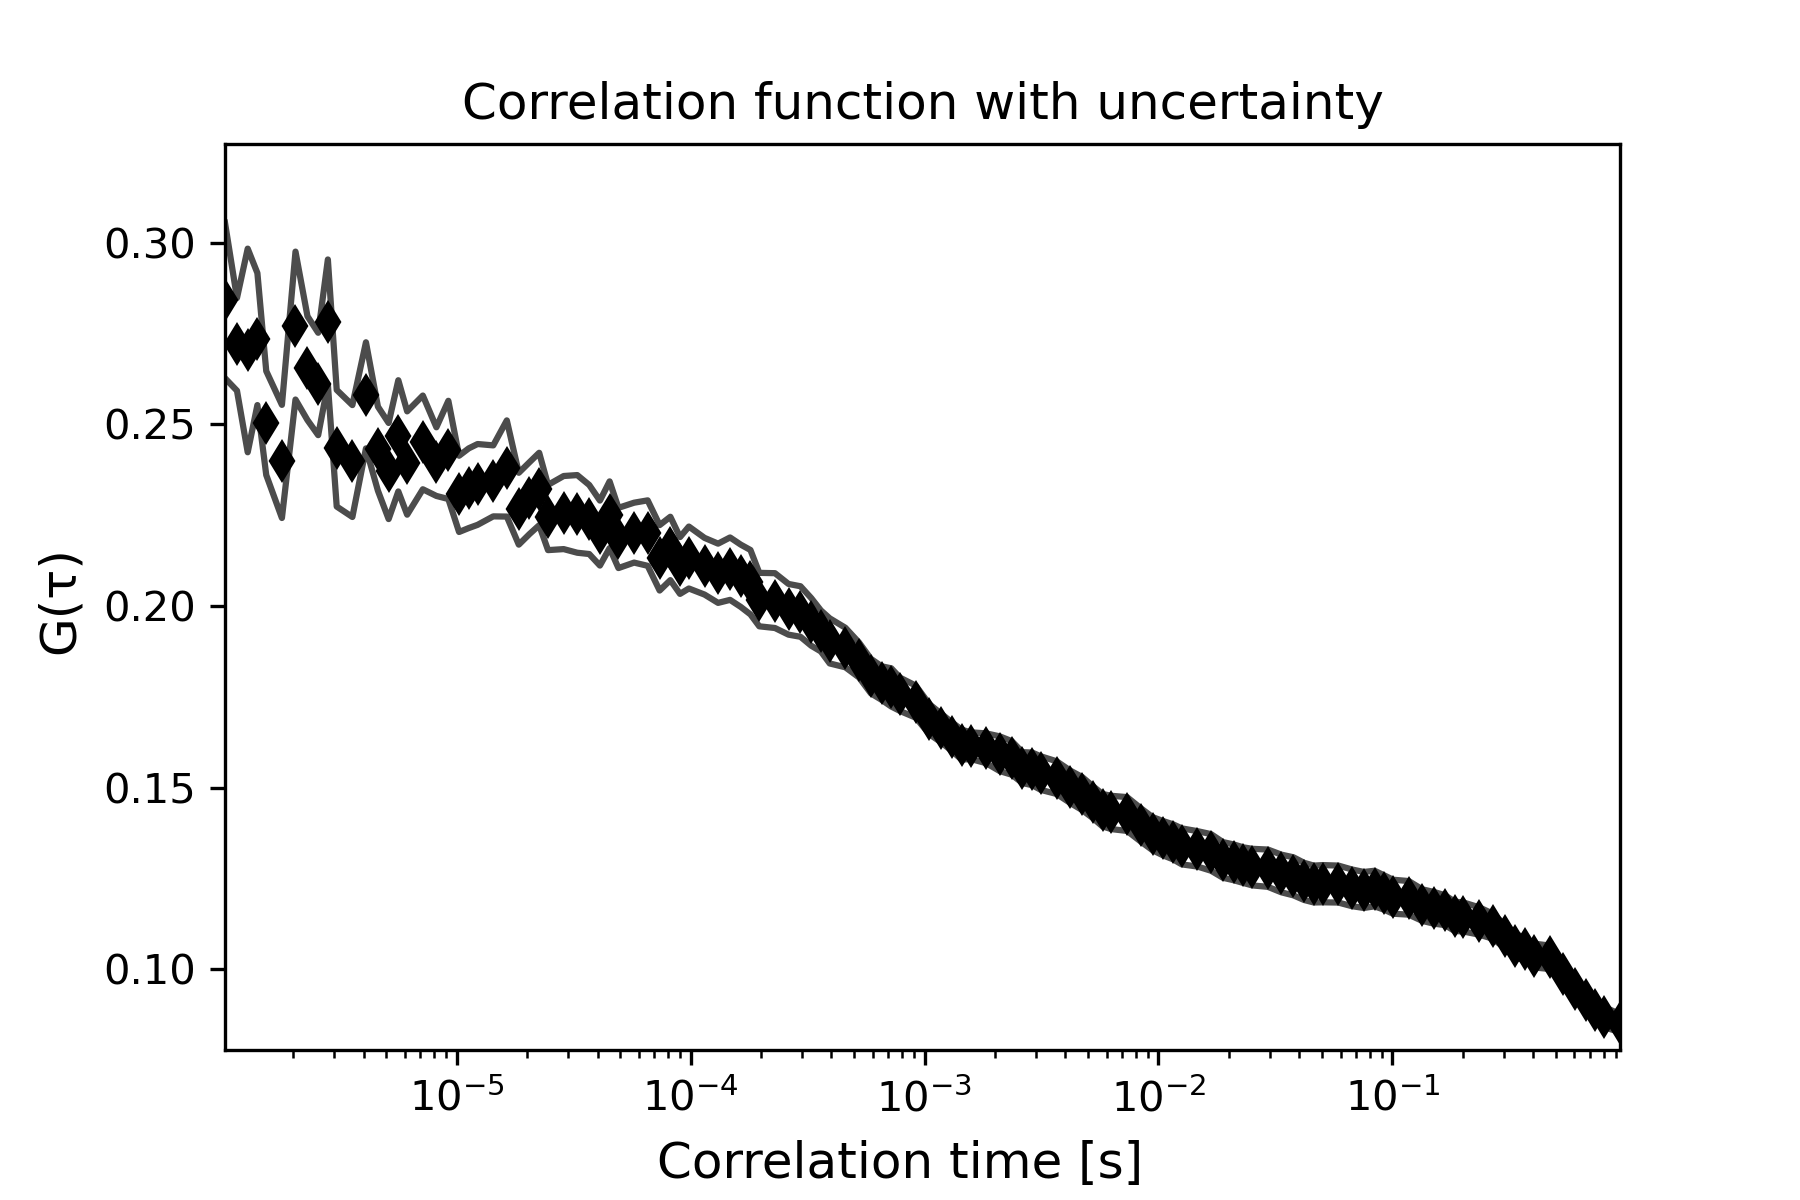 Correlation function with uncertainty
0.30
0.25
0.20
0.15
0.10
G(τ)
10⁻⁵ 10⁻⁴ 10⁻³ 10⁻² 10⁻¹
Correlation time [s]